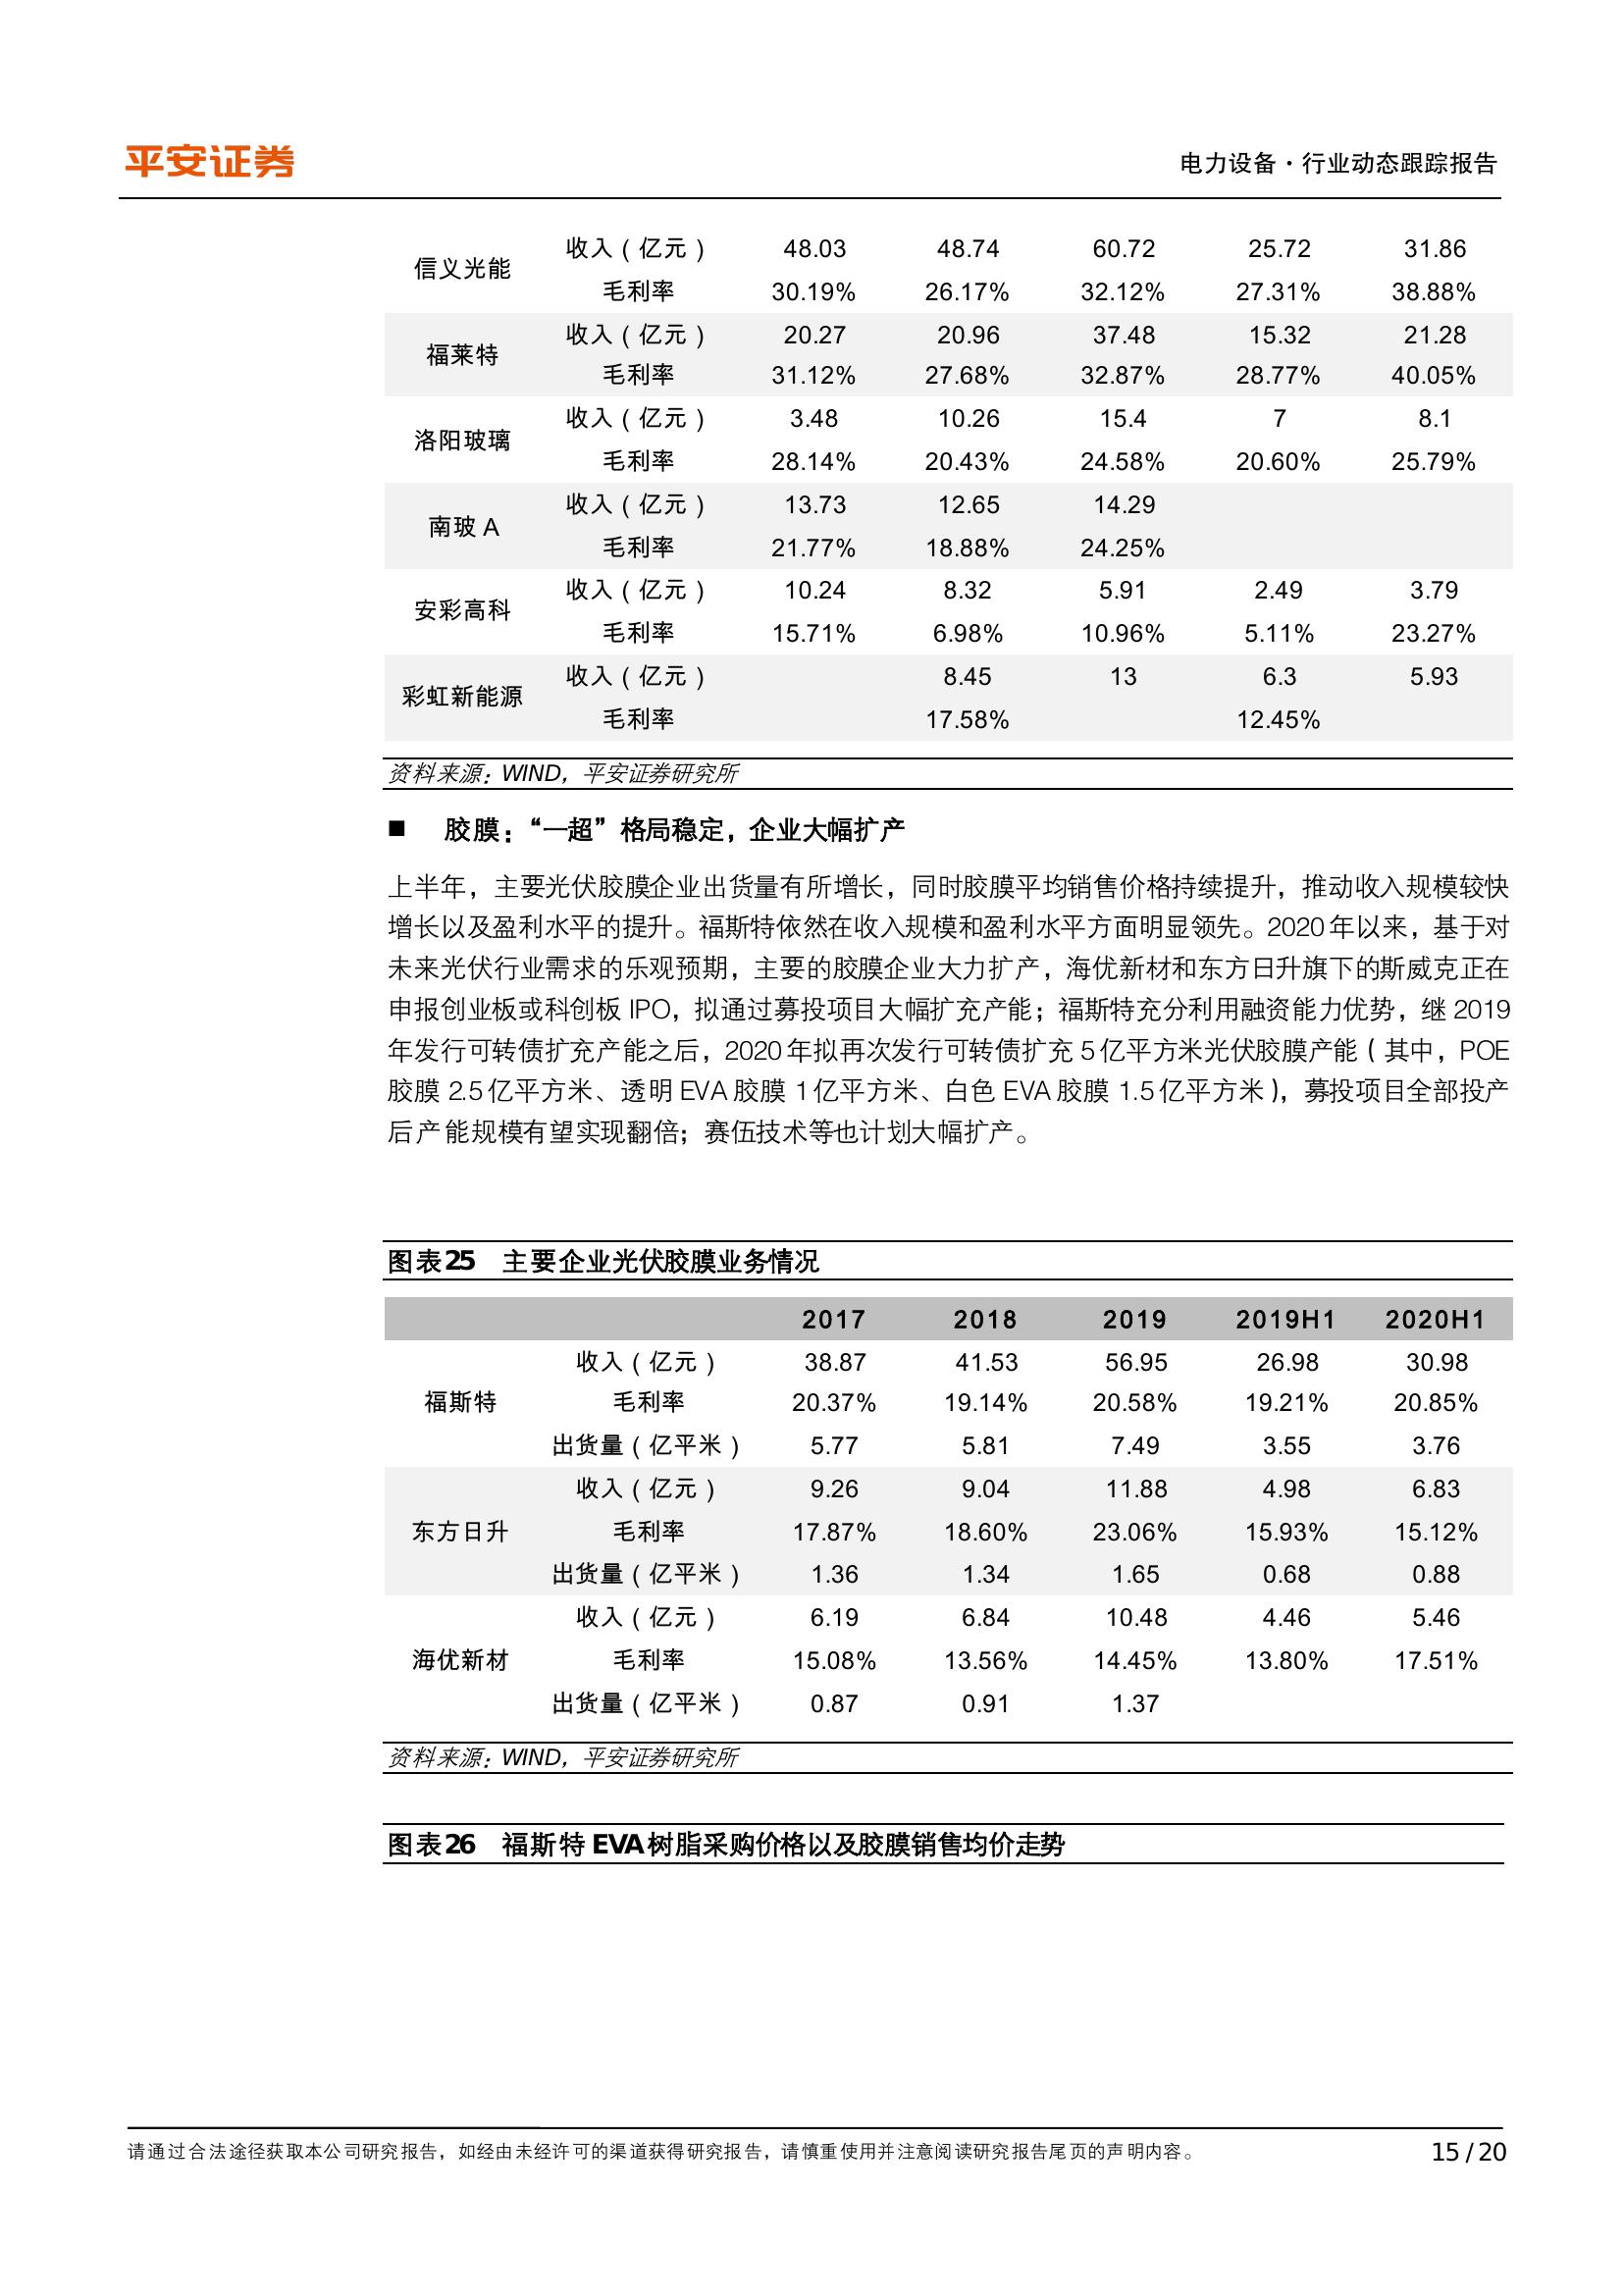 平安证券
电力设备·行业动态跟踪报告
信义光能 收入（亿元） 48.03 48.74 60.72 25.72 31.86
毛利率 30.19% 26.17% 32.12% 27.31% 38.88%
福莱特 收入（亿元） 20.27 20.96 37.48 15.32 21.28
毛利率 31.12% 27.68% 32.87% 28.77% 40.05%
洛阳玻璃 收入（亿元） 3.48 10.26 15.4 7 8.1
毛利率 28.14% 20.43% 24.58% 20.60% 25.79%
南玻 A 收入（亿元） 13.73 12.65 14.29
毛利率 21.77% 18.88% 24.25%
安彩高科 收入（亿元） 10.24 8.32 5.91 2.49 3.79
毛利率 15.71% 6.98% 10.96% 5.11% 23.27%
彩虹新能源 收入（亿元） 8.45 13 6.3 5.93
毛利率 17.58% 12.45%
资料来源：WIND，平安证券研究所
■ 胶膜：“一超”格局稳定，企业大幅扩产
上半年，主要光伏胶膜企业出货量有所增长，同时胶膜平均销售价格持续提升，推动收入规模较快
增长以及盈利水平的提升。福斯特依然在收入规模和盈利水平方面明显领先。2020 年以来，基于对
未来光伏行业需求的乐观预期，主要的胶膜企业大力扩产，海优新材和东方日升旗下的斯威克正在
申报创业板或科创板 IPO，拟通过募投项目大幅扩充产能；福斯特充分利用融资能力优势，继 2019
年发行可转债扩充产能之后，2020 年拟再次发行可转债扩充 5 亿平方米光伏胶膜产能（其中，POE
胶膜 2.5 亿平方米、透明 EVA 胶膜 1 亿平方米、白色 EVA 胶膜 1.5 亿平方米），募投项目全部投产
后产能规模有望实现翻倍；赛伍技术等也计划大幅扩产。
图表25 主要企业光伏胶膜业务情况
2017 2018 2019 2019H1 2020H1
收入（亿元） 38.87 41.53 56.95 26.98 30.98
福斯特 毛利率 20.37% 19.14% 20.58% 19.21% 20.85%
出货量（亿平米） 5.77 5.81 7.49 3.55 3.76
收入（亿元） 9.26 9.04 11.88 4.98 6.83
东方日升 毛利率 17.87% 18.60% 23.06% 15.93% 15.12%
出货量（亿平米） 1.36 1.34 1.65 0.68 0.88
收入（亿元） 6.19 6.84 10.48 4.46 5.46
海优新材 毛利率 15.08% 13.56% 14.45% 13.80% 17.51%
出货量（亿平米） 0.87 0.91 1.37
资料来源：WIND，平安证券研究所
图表26 福斯特 EVA 树脂采购价格以及胶膜销售均价走势
请通过合法途径获取本公司研究报告，如经由未经许可的渠道获得研究报告，请慎重使用并注意阅读研究报告尾页的声明内容。
15 / 20